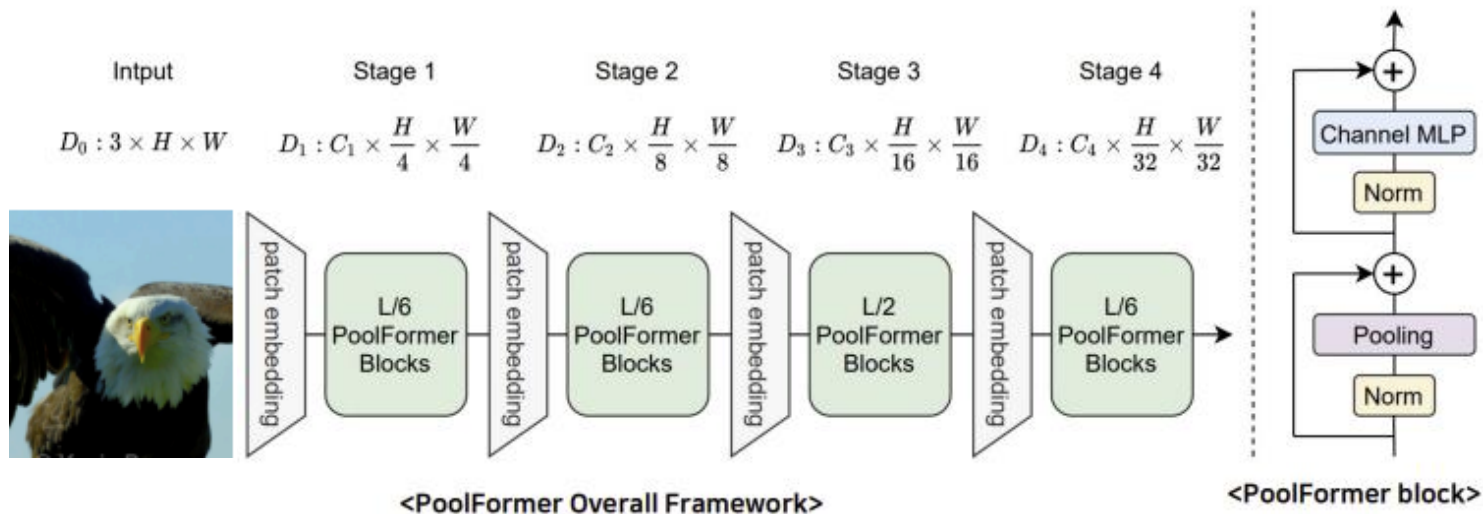 Intput
Stage 1
Stage 2
Stage 3
Stage 4
D₀ : 3 × H × W
D₁ : C₁ × H/4 × W/4
D₂ : C₂ × H/8 × W/8
D₃ : C₃ × H/16 × W/16
D₄ : C₄ × H/32 × W/32
patch embedding
L/6
PoolFormer
Blocks
patch embedding
L/6
PoolFormer
Blocks
patch embedding
L/2
PoolFormer
Blocks
patch embedding
L/6
PoolFormer
Blocks
<PoolFormer Overall Framework>
+
Channel MLP
Norm
+
Pooling
Norm
<PoolFormer block>